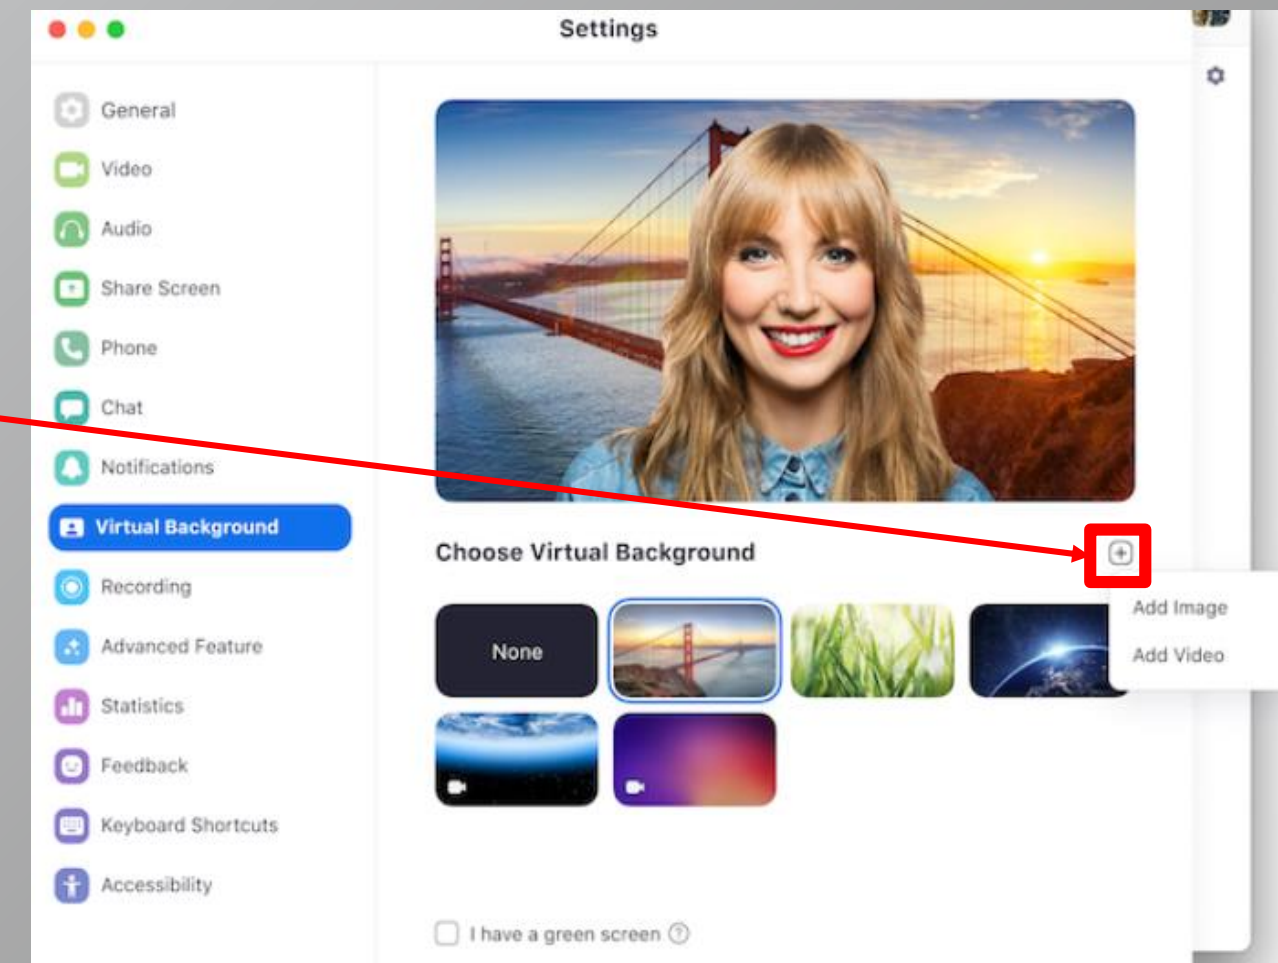 Settings
General
Video
Audio
Share Screen
Phone
Chat
Notifications
Virtual Background
Recording
Advanced Feature
Statistics
Feedback
Keyboard Shortcuts
Accessibility
Choose Virtual Background
Add Image
Add Video
None
I have a green screen ?